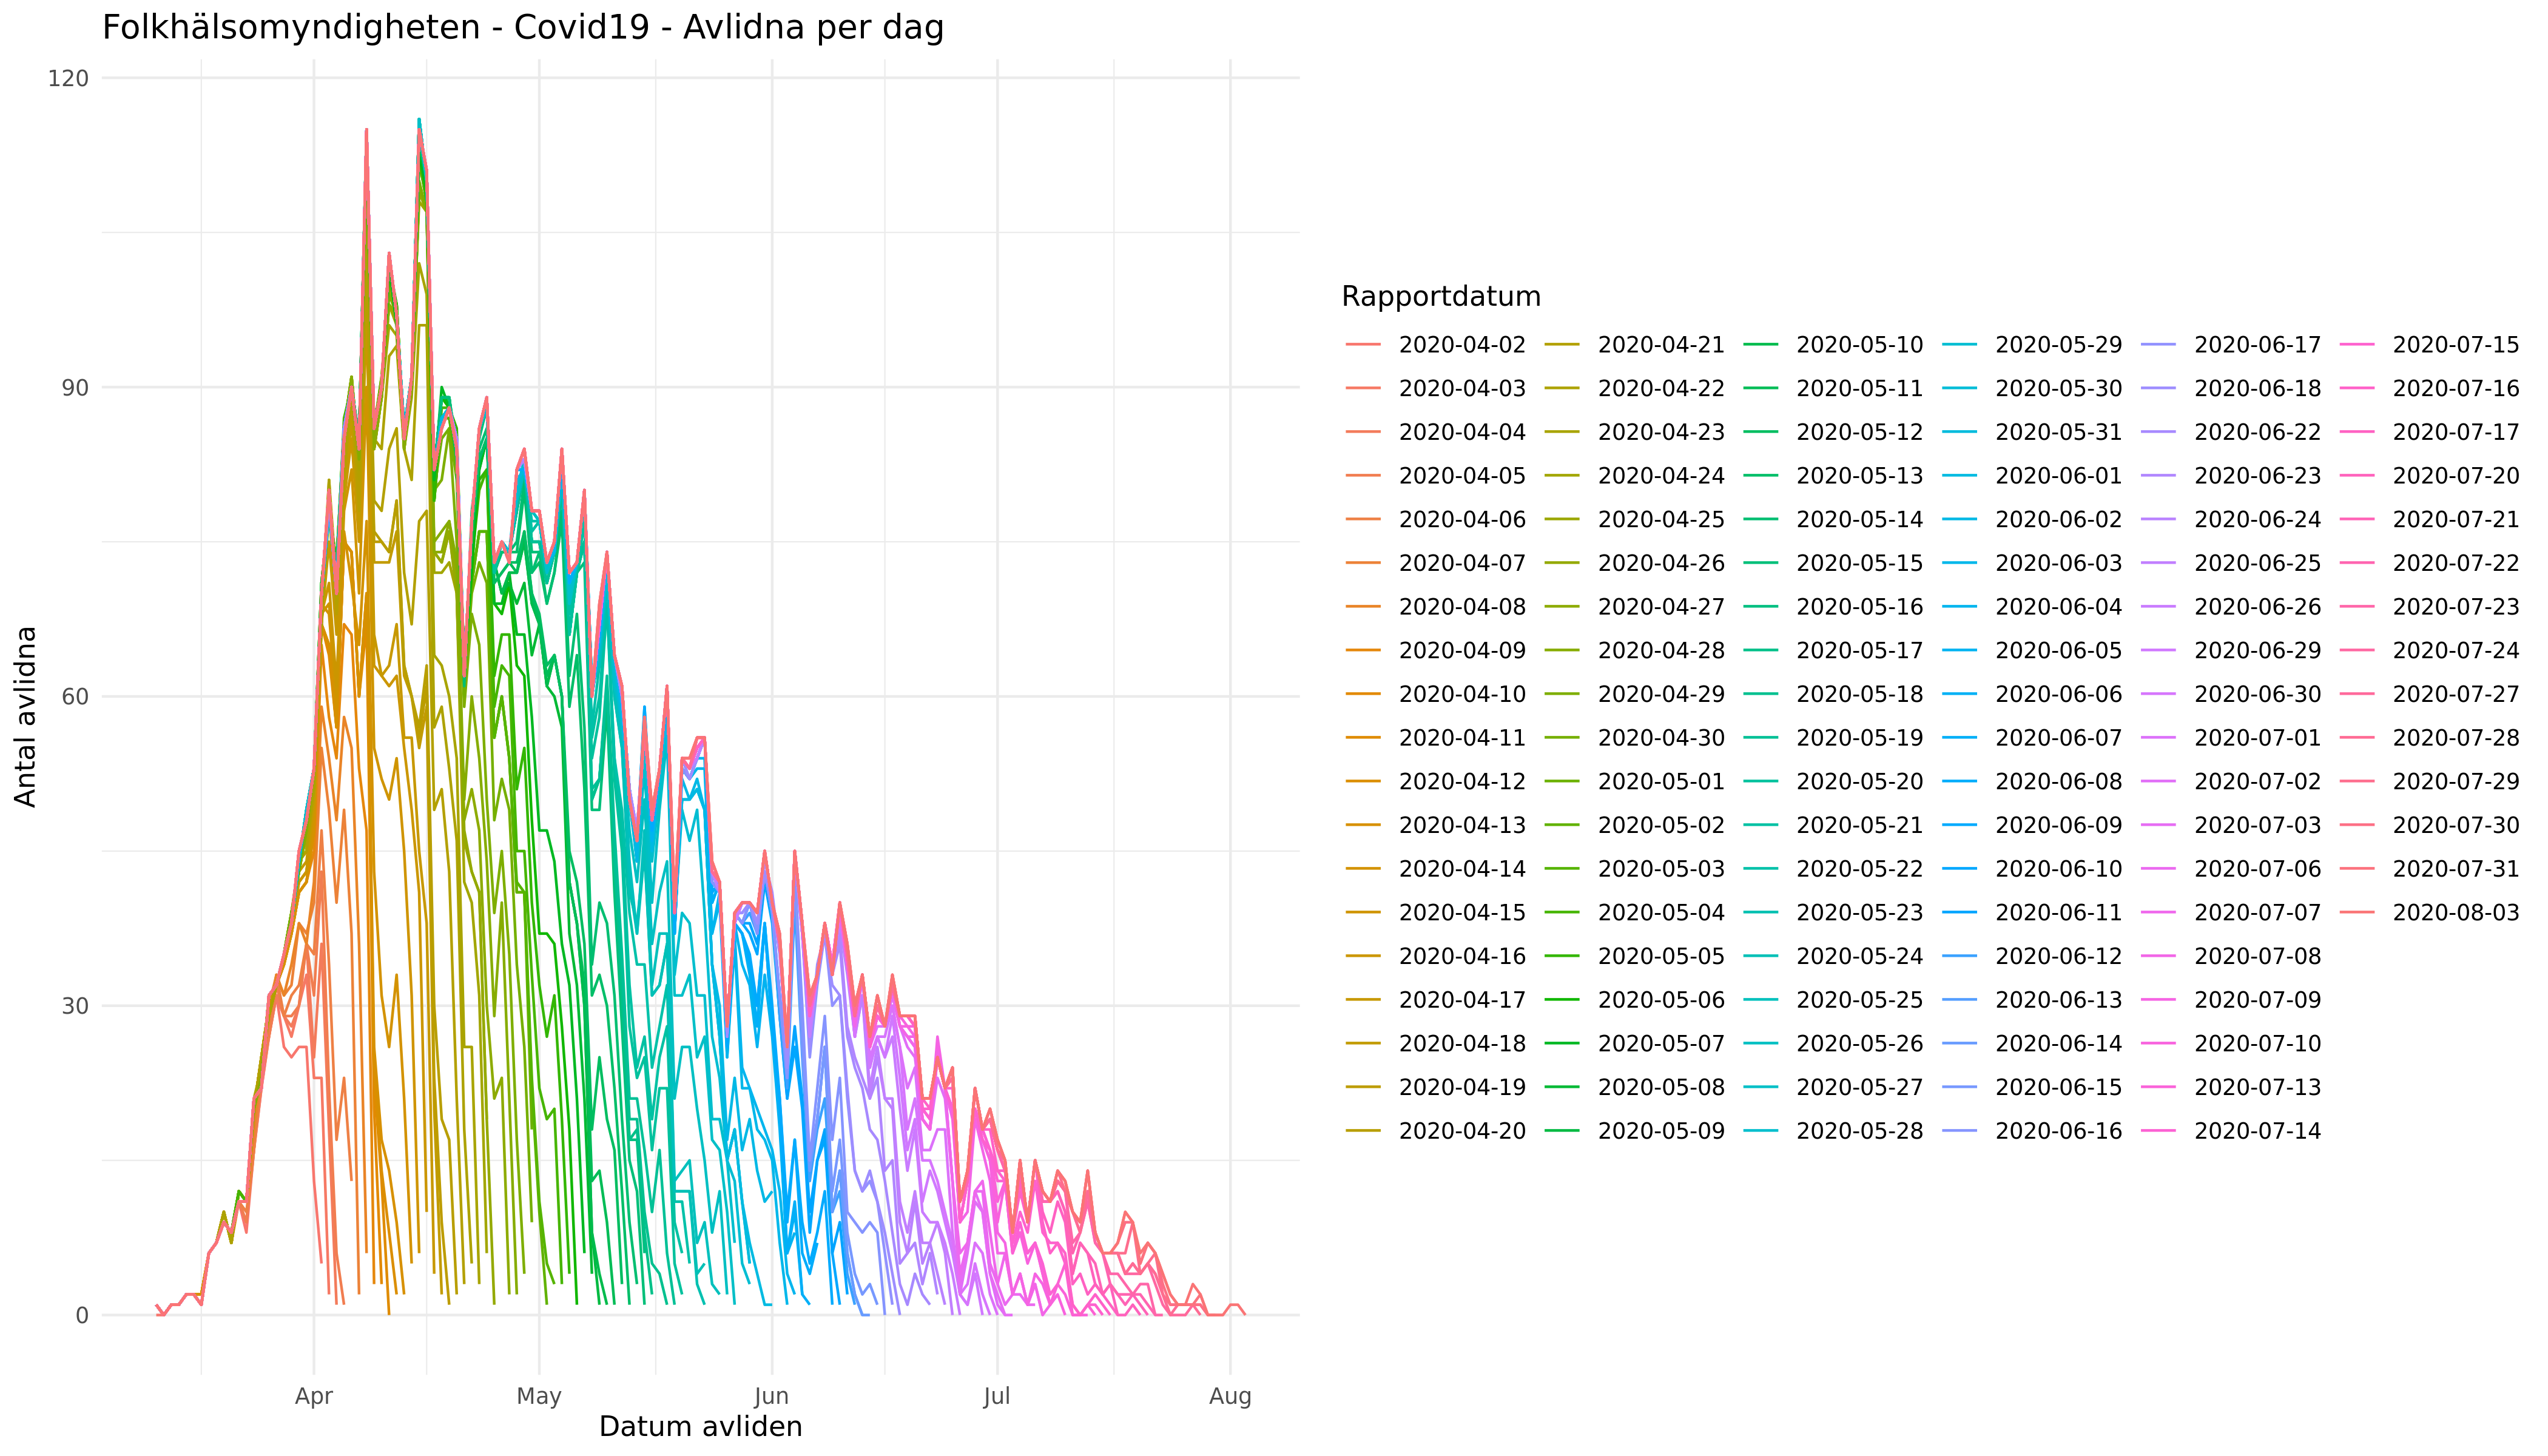 Folkhälsomyndigheten - Covid19 - Avlidna per dag
120
90
60
30
0
Antal avlidna
Apr May Jun Jul Aug
Datum avliden
Rapportdatum
2020-04-02 2020-04-21 2020-05-10 2020-05-29 2020-06-17 2020-07-15
2020-04-03 2020-04-22 2020-05-11 2020-05-30 2020-06-18 2020-07-16
2020-04-04 2020-04-23 2020-05-12 2020-05-31 2020-06-22 2020-07-17
2020-04-05 2020-04-24 2020-05-13 2020-06-01 2020-06-23 2020-07-20
2020-04-06 2020-04-25 2020-05-14 2020-06-02 2020-06-24 2020-07-21
2020-04-07 2020-04-26 2020-05-15 2020-06-03 2020-06-25 2020-07-22
2020-04-08 2020-04-27 2020-05-16 2020-06-04 2020-06-26 2020-07-23
2020-04-09 2020-04-28 2020-05-17 2020-06-05 2020-06-29 2020-07-24
2020-04-10 2020-04-29 2020-05-18 2020-06-06 2020-06-30 2020-07-27
2020-04-11 2020-04-30 2020-05-19 2020-06-07 2020-07-01 2020-07-28
2020-04-12 2020-05-01 2020-05-20 2020-06-08 2020-07-02 2020-07-29
2020-04-13 2020-05-02 2020-05-21 2020-06-09 2020-07-03 2020-07-30
2020-04-14 2020-05-03 2020-05-22 2020-06-10 2020-07-06 2020-07-31
2020-04-15 2020-05-04 2020-05-23 2020-06-11 2020-07-07 2020-08-03
2020-04-16 2020-05-05 2020-05-24 2020-06-12 2020-07-08
2020-04-17 2020-05-06 2020-05-25 2020-06-13 2020-07-09
2020-04-18 2020-05-07 2020-05-26 2020-06-14 2020-07-10
2020-04-19 2020-05-08 2020-05-27 2020-06-15 2020-07-13
2020-04-20 2020-05-09 2020-05-28 2020-06-16 2020-07-14